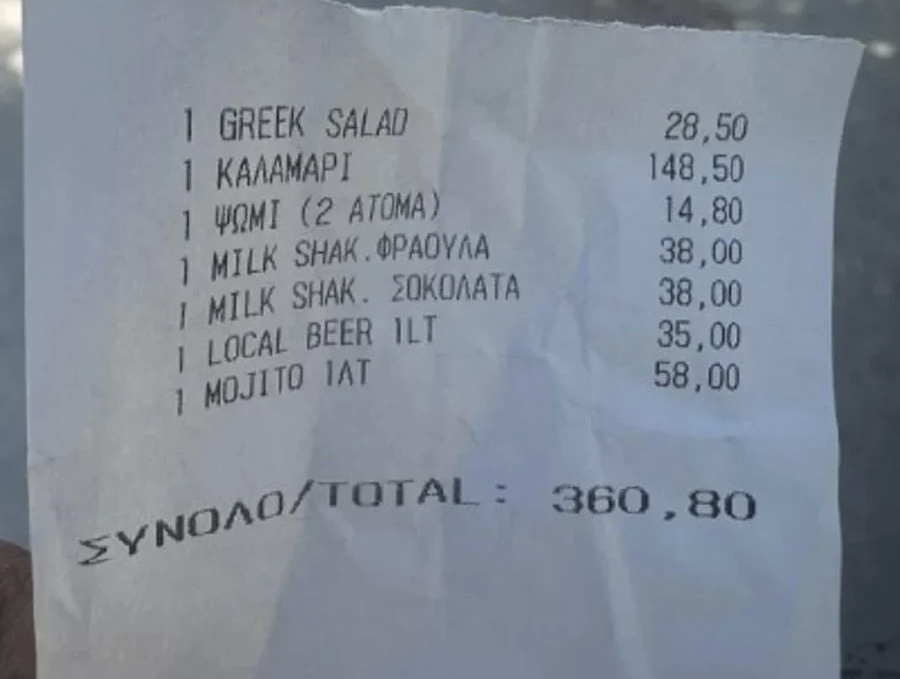 1 GREEK SALAD 28,50
1 ΚΑΛΑΜΑΡΙ 148,50
1 ΨΩΜΙ (2 ΑΤΟΜΑ) 14,80
1 MILK SHAK.ΦΡΑΟΥΛΑ 38,00
1 MILK SHAK. ΣΟΚΟΛΑΤΑ 38,00
1 LOCAL BEER 1LT 35,00
1 MOJITO 1ΛΤ 58,00
ΣΥΝΟΛΟ/TOTAL: 360,80